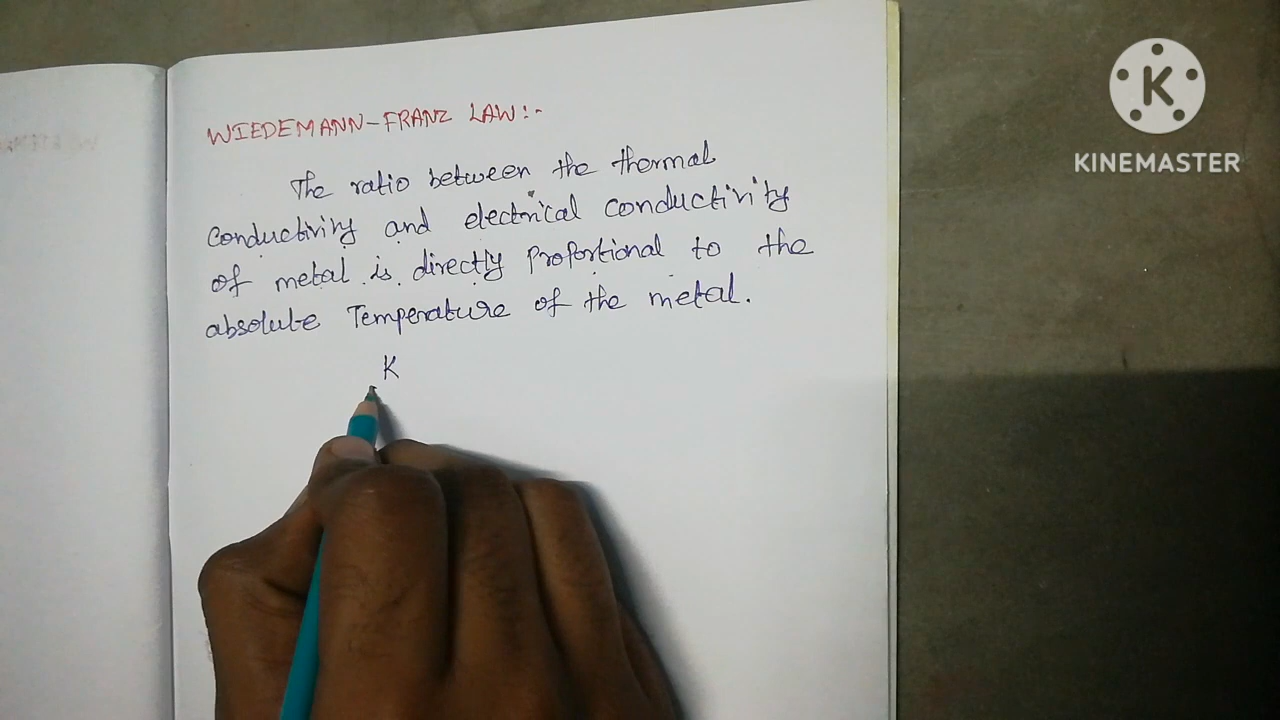 WIEDEMANN-FRANZ LAW:-
The ratio between the thermal
conductivity and electrical conductivity
of metal is directly proportional to the
absolute Temperature of the metal.
K
K
KINEMASTER